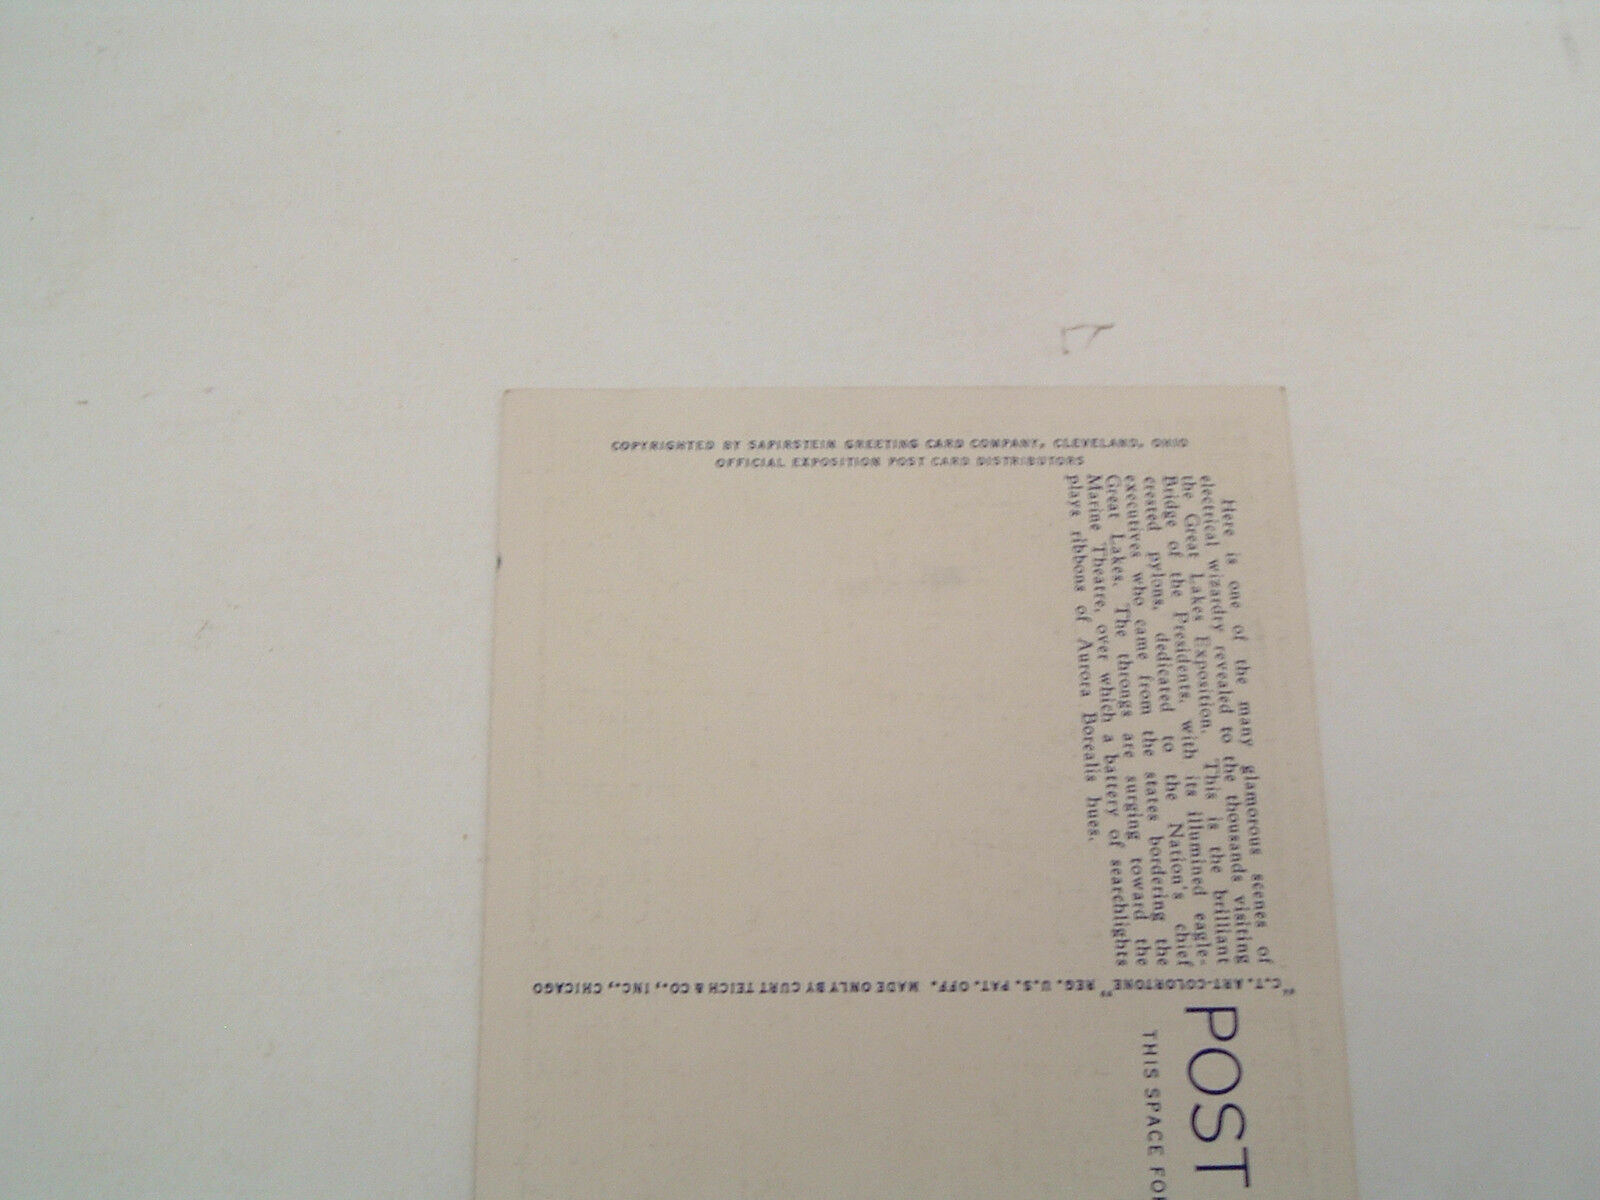 COPYRIGHTED BY SAPIRSTEIN GREETING CARD COMPANY, CLEVELAND, OHIO
OFFICIAL EXPOSITION POST CARD DISTRIBUTORS
Here is one of the many glamorous scenes of
electrical wizardry revealed to the thousands visiting
the Great Lakes Exposition. This is the brilliant
Bridge of the Presidents, with its illumined eagle-
crested pylons, dedicated to the Nation's chief
executives who came from the states bordering the
Great Lakes. The throngs are surging toward the
Marine Theatre, over which a battery of searchlights
plays ribbons of Aurora Borealis hues.
"C.T. ART-COLORTONE" REG. U.S. PAT. OFF. MADE ONLY BY CURT TEICH & CO., INC., CHICAGO
POST
THIS SPACE FOR